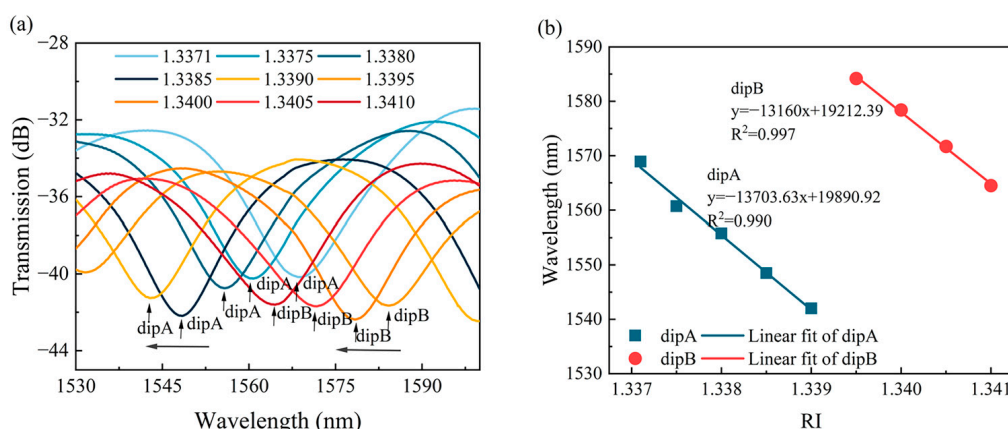 (a)
−28
−32
−36
−40
−44
Transmission (dB)
1.3371 1.3375 1.3380
1.3385 1.3390 1.3395
1.3400 1.3405 1.3410
dipA dipA
dipA dipB dipB dipB
dipA dipA dipB
1530 1545 1560 1575 1590
Wavelength (nm)
(b)
1590
1580
1570
1560
1550
1540
1530
Wavelength (nm)
dipB
y=−13160x+19212.39
R²=0.997
dipA
y=−13703.63+19890.92
R²=0.990
dipA Linear fit of dipA
dipB Linear fit of dipB
1.337 1.338 1.339 1.340 1.341
RI